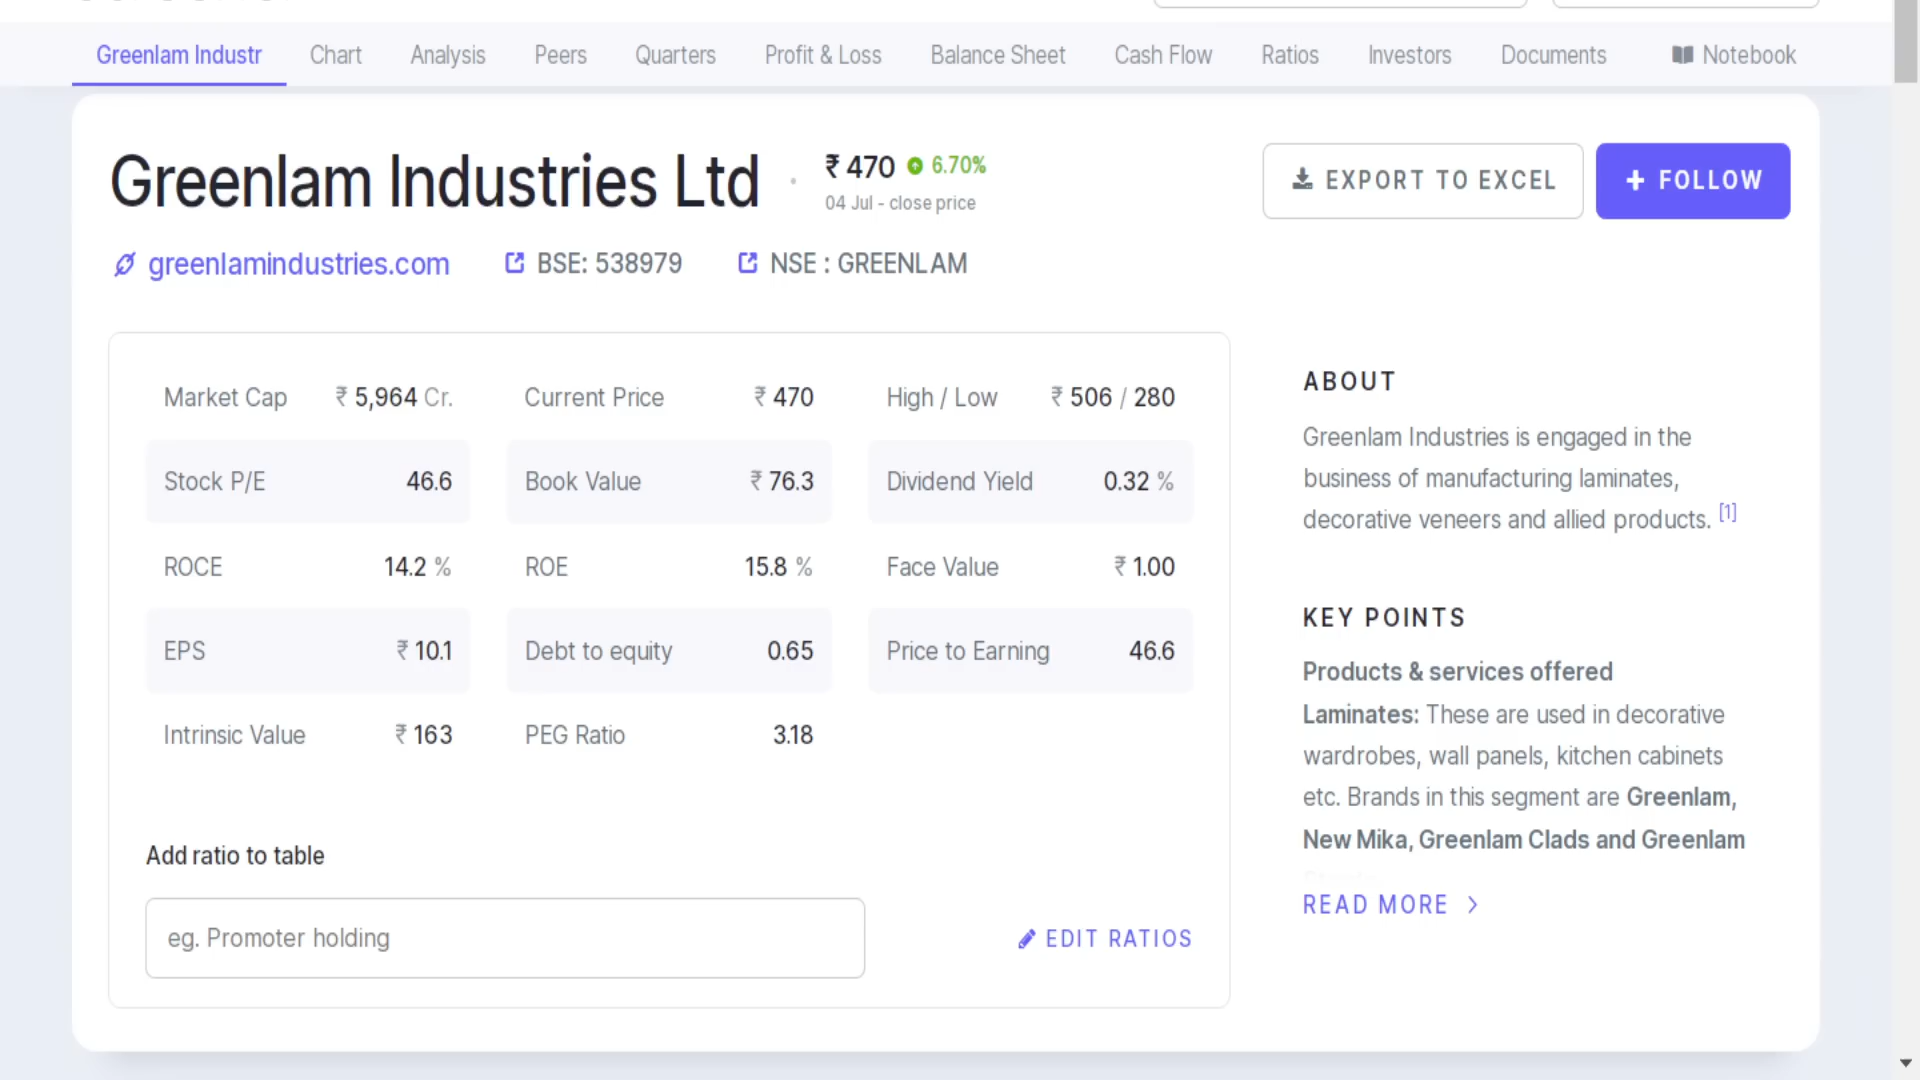 Greenlam Industr Chart Analysis Peers Quarters Profit & Loss Balance Sheet Cash Flow Ratios Investors Documents Notebook
Greenlam Industries Ltd
₹ 470 6.70%
04 Jul - close price
EXPORT TO EXCEL
FOLLOW
greenlamindustries.com BSE: 538979 NSE : GREENLAM
Market Cap ₹ 5,964 Cr. Current Price ₹ 470 High / Low ₹ 506 / 280
Stock P/E 46.6 Book Value ₹ 76.3 Dividend Yield 0.32 %
ROCE 14.2 % ROE 15.8 % Face Value ₹ 1.00
EPS ₹ 10.1 Debt to equity 0.65 Price to Earning 46.6
Intrinsic Value ₹ 163 PEG Ratio 3.18
Add ratio to table
eg. Promoter holding
EDIT RATIOS
ABOUT
Greenlam Industries is engaged in the
business of manufacturing laminates,
decorative veneers and allied products. [1]
KEY POINTS
Products & services offered
Laminates: These are used in decorative
wardrobes, wall panels, kitchen cabinets
etc. Brands in this segment are Greenlam,
New Mika, Greenlam Clads and Greenlam
READ MORE